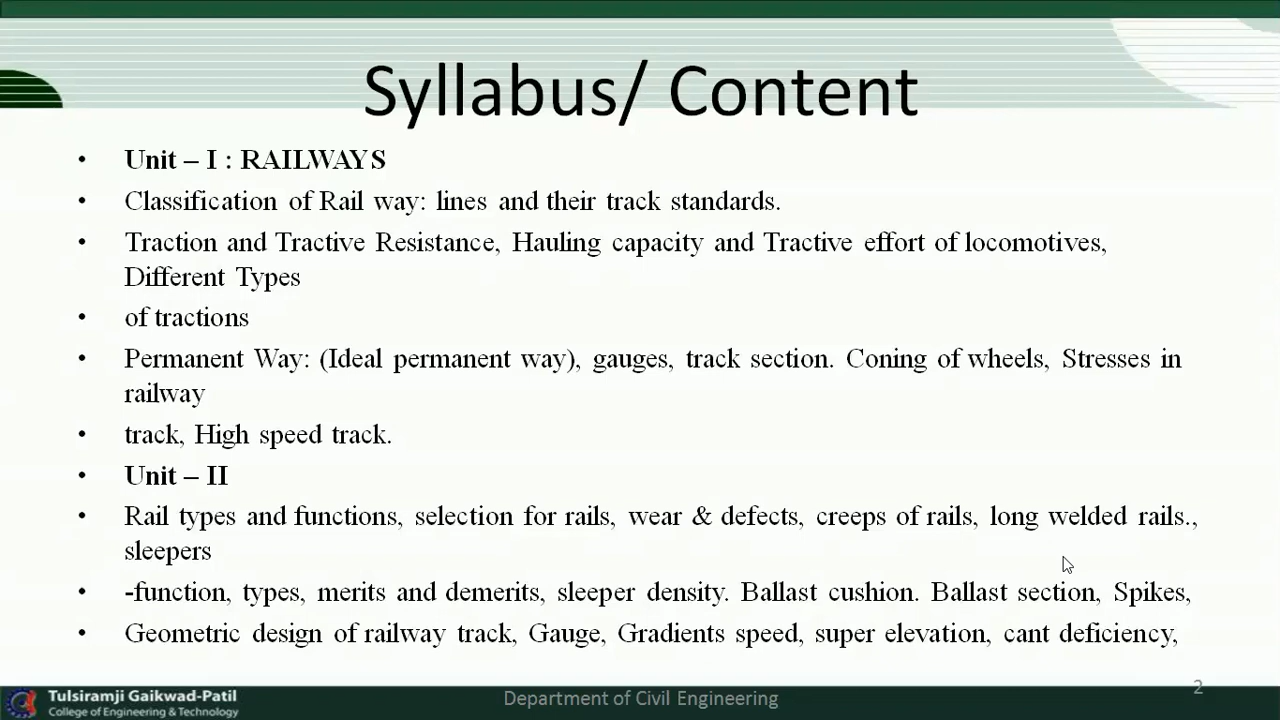 Syllabus/ Content
• Unit – I : RAILWAYS
• Classification of Rail way: lines and their track standards.
• Traction and Tractive Resistance, Hauling capacity and Tractive effort of locomotives,
Different Types
• of tractions
• Permanent Way: (Ideal permanent way), gauges, track section. Coning of wheels, Stresses in
railway
• track, High speed track.
• Unit – II
• Rail types and functions, selection for rails, wear & defects, creeps of rails, long welded rails.,
sleepers
• -function, types, merits and demerits, sleeper density. Ballast cushion. Ballast section, Spikes,
• Geometric design of railway track, Gauge, Gradients speed, super elevation, cant deficiency,
Tulsiramji Gaikwad-Patil
College of Engineering & Technology
Department of Civil Engineering
2